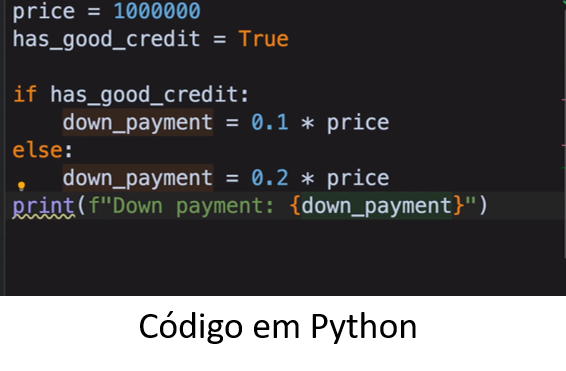 price = 1000000
has_good_credit = True
if has_good_credit:
    down_payment = 0.1 * price
else:
    down_payment = 0.2 * price
print(f"Down payment: {down_payment}")
Código em Python